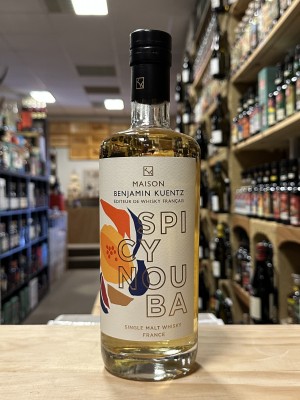 MAISON
BENJAMIN KUENTZ
ÉDITEUR DE WHISKY FRANÇAIS
SPI
CY
NOU
BA
SINGLE MALT WHISKY
FRANCE